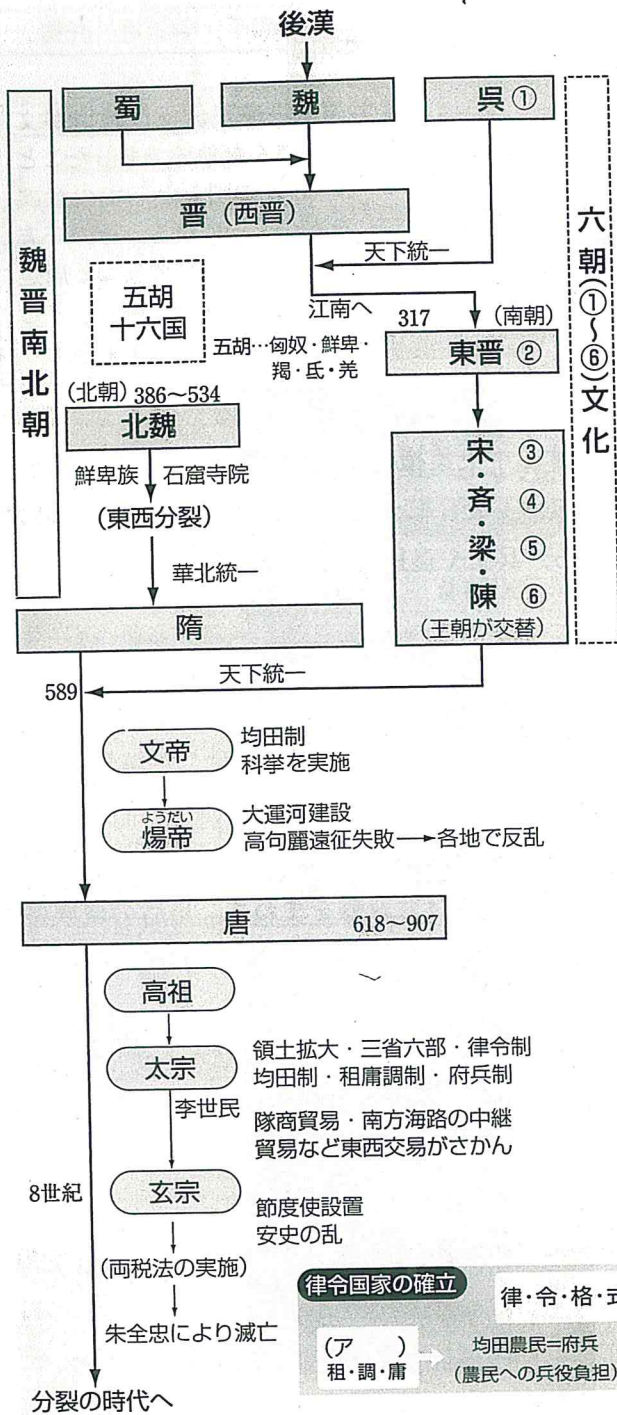 後漢
蜀
魏
呉 ①
晋(西晋)
天下統一
魏晋南北朝
六朝(①~⑥)文化
五胡
十六国
江南へ
317
(南朝)
五胡…匈奴・鮮卑・
羯・氐・羌
東晋 ②
(北朝) 386~534
北魏
鮮卑族 石窟寺院
(東西分裂)
華北統一
宋・ ③
斉・ ④
梁・ ⑤
陳 ⑥
(王朝が交替)
隋
天下統一
589
文帝
均田制
科挙を実施
ようだい
煬帝
大運河建設
高句麗遠征失敗→各地で反乱
唐 618~907
高祖
太宗
領土拡大・三省六部・律令制
均田制・租庸調制・府兵制
李世民
隊商貿易・南方海路の中継
貿易など東西交易がさかん
8世紀
玄宗
節度使設置
安史の乱
(両税法の実施)
朱全忠により滅亡
分裂の時代へ
律令国家の確立
律・令・格・式
(ア )
租・調・庸
均田農民=府兵
(農民への兵役負担)